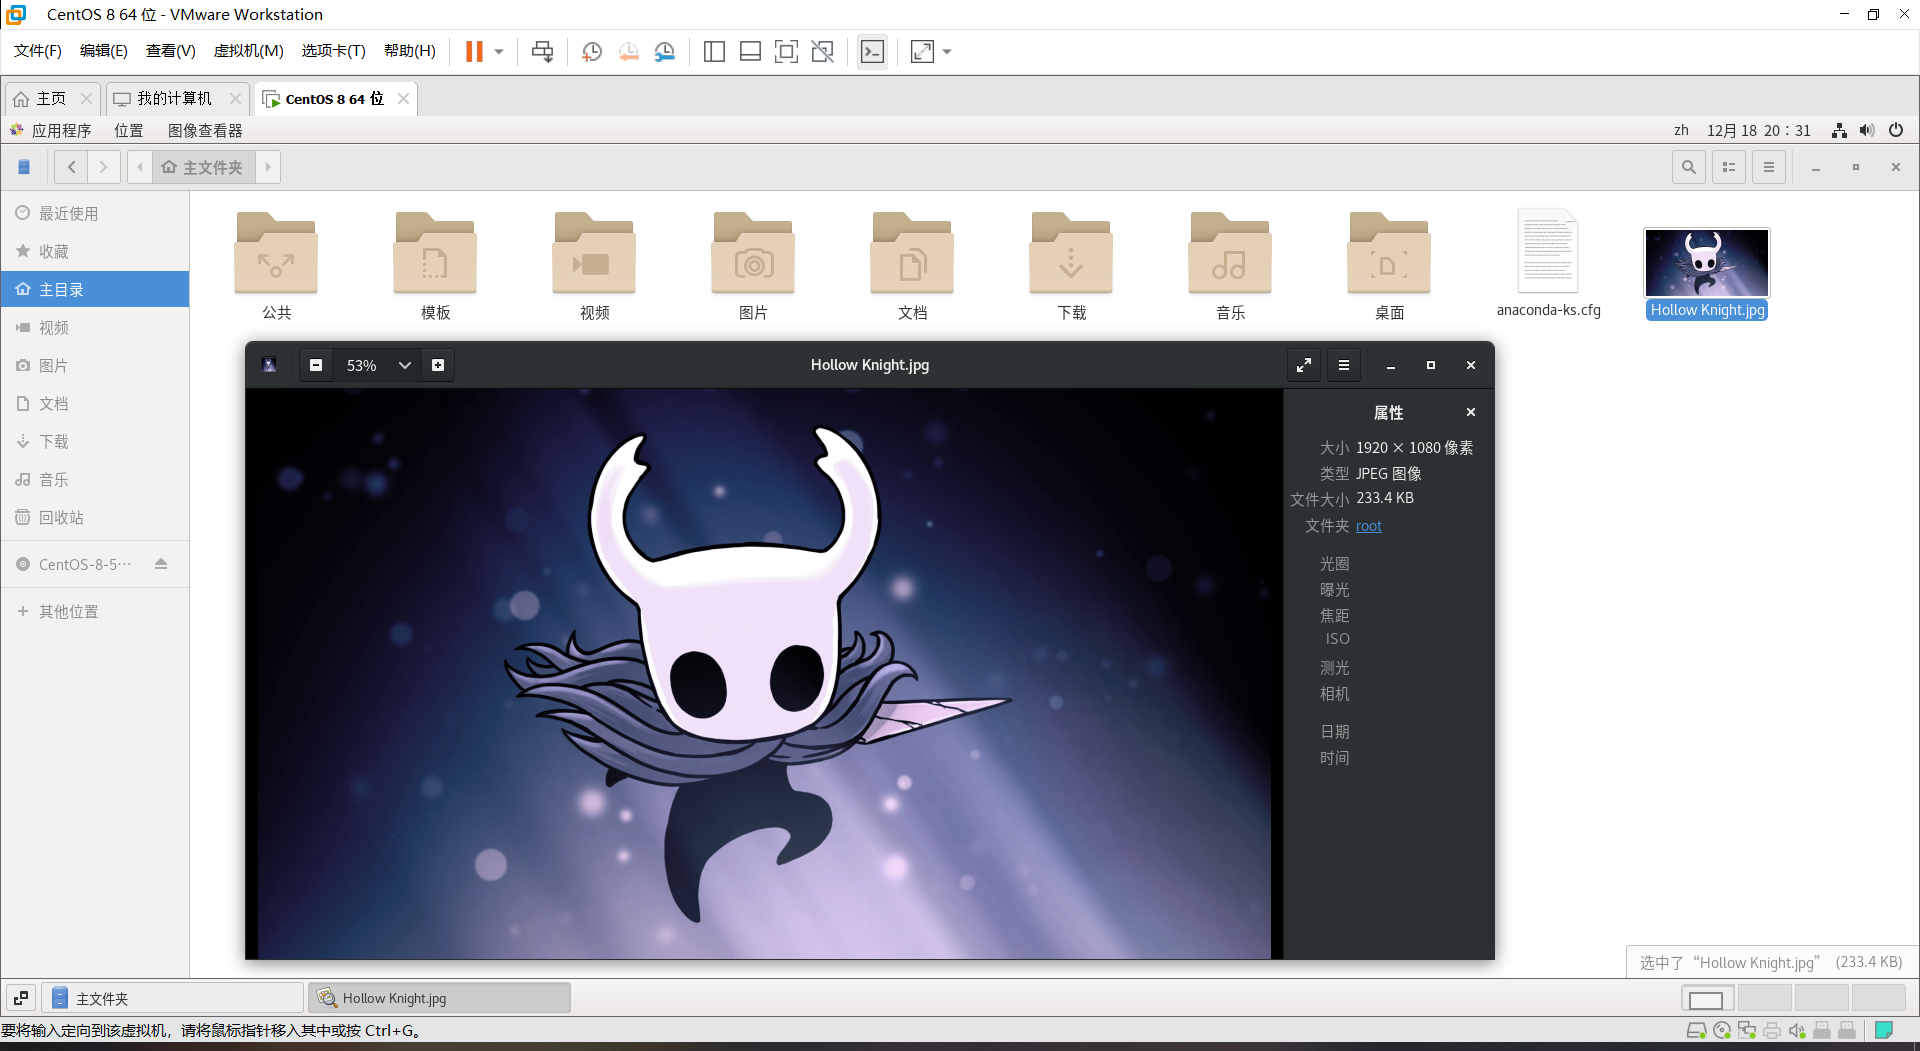 CentOS 8 64 位 - VMware Workstation
文件(F) 编辑(E) 查看(V) 虚拟机(M) 选项卡(T) 帮助(H)
主页 我的计算机 CentOS 8 64 位
应用程序 位置 图像查看器 zh 12月 18 20：31
主文件夹
最近使用
收藏
主目录
视频
图片
文档
下载
音乐
回收站
CentOS-8-5…
其他位置
公共 模板 视频 图片 文档 下载 音乐 桌面 anaconda-ks.cfg Hollow Knight.jpg
53% Hollow Knight.jpg
属性
大小 1920 × 1080 像素
类型 JPEG 图像
文件大小 233.4 KB
文件夹 root
光圈
曝光
焦距
ISO
测光
相机
日期
时间
选中了“Hollow Knight.jpg” (233.4 KB)
主文件夹 Hollow Knight.jpg
要将输入定向到该虚拟机，请将鼠标指针移入其中或按 Ctrl+G。